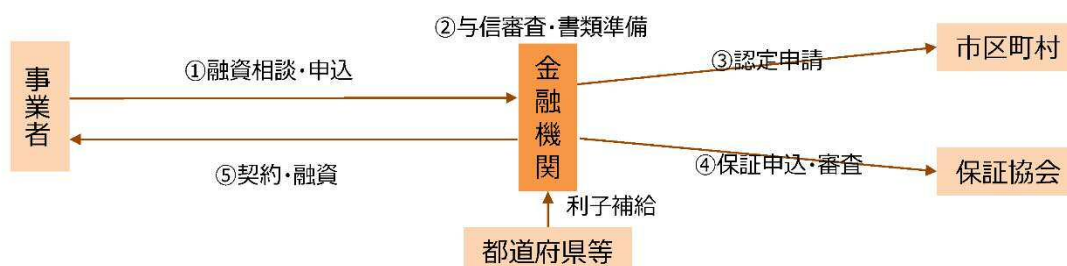 ②与信審査・書類準備
事業者
①融資相談・申込
金融機関
③認定申請
市区町村
⑤契約・融資
④保証申込・審査
保証協会
利子補給
都道府県等